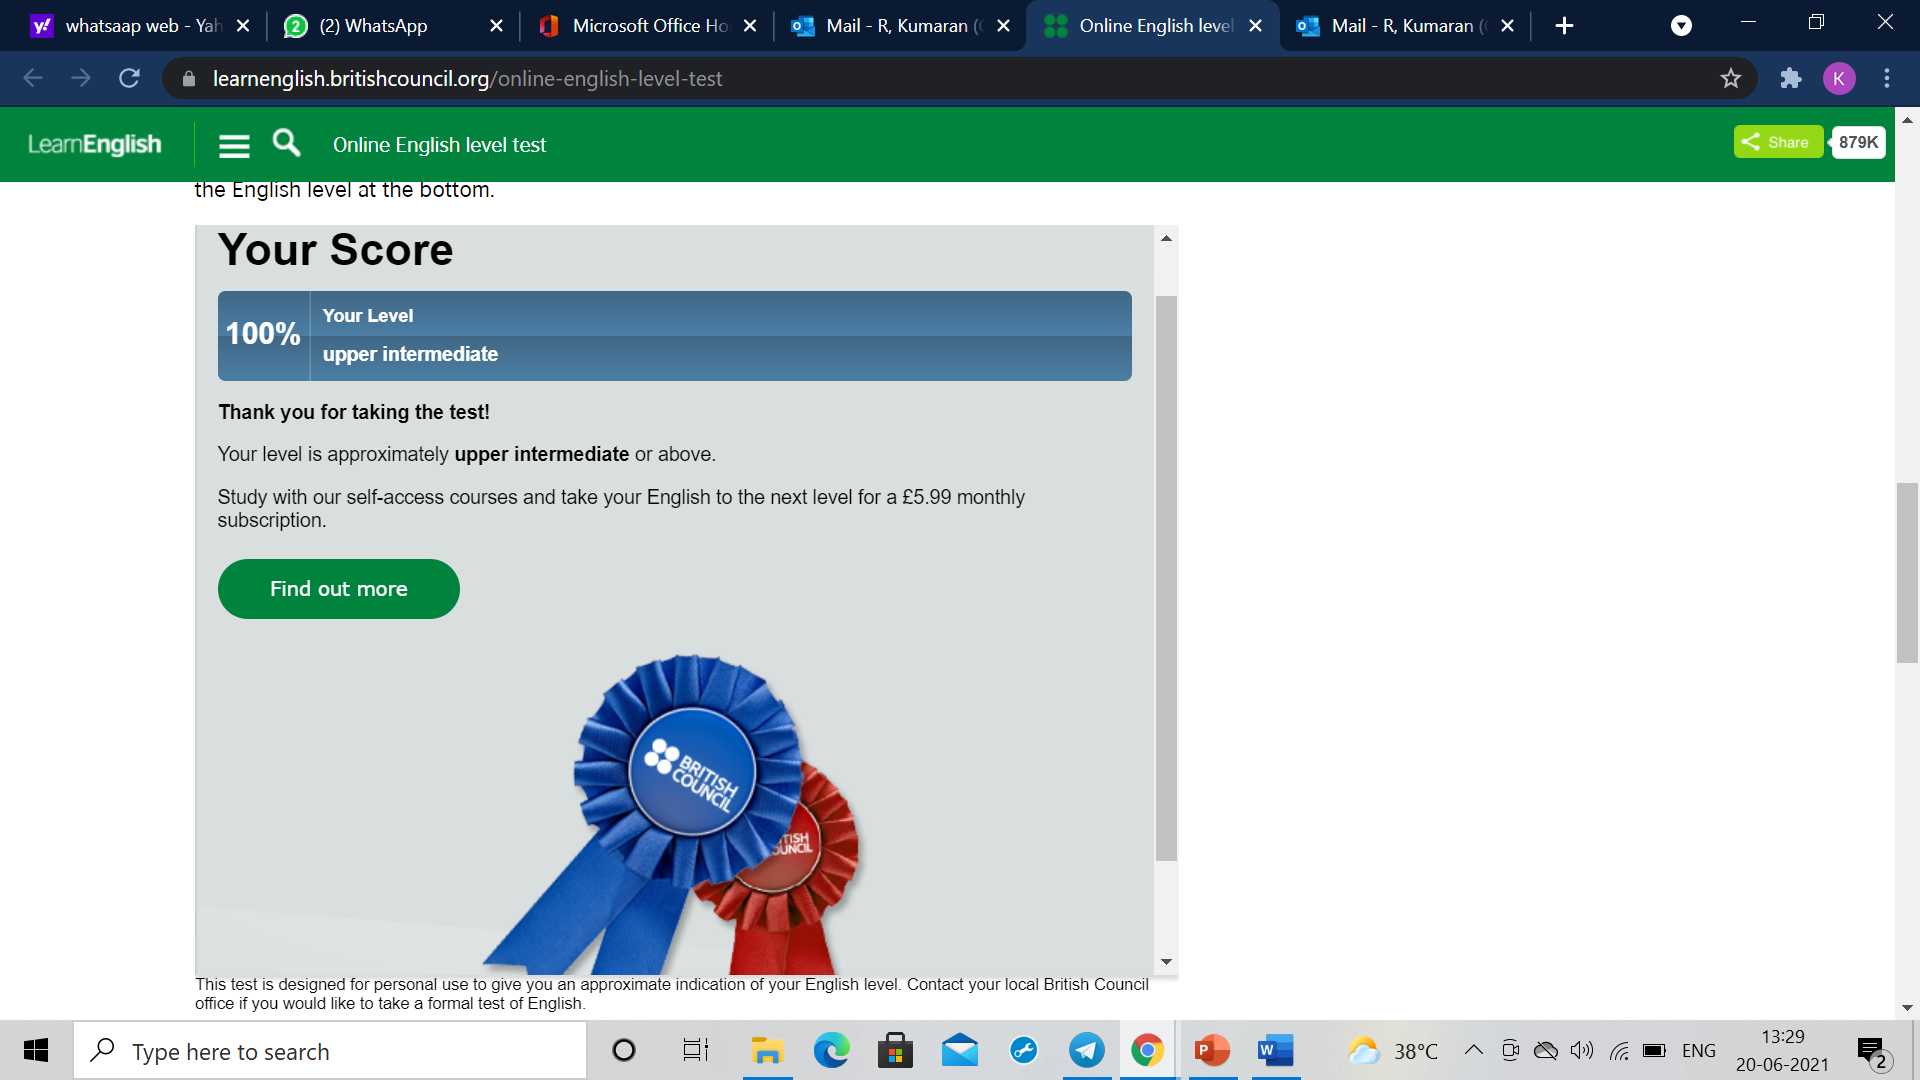 whatsaap web - Yah
(2) WhatsApp
Microsoft Office Ho
Mail - R, Kumaran (
Online English level
Mail - R, Kumaran (
learnenglish.britishcouncil.org/online-english-level-test
K
LearnEnglish
Online English level test
Share
879K
the English level at the bottom.
Your Score
100%
Your Level
upper intermediate
Thank you for taking the test!
Your level is approximately upper intermediate or above.
Study with our self-access courses and take your English to the next level for a £5.99 monthly
subscription.
Find out more
BRITISH
COUNCIL
TISH
UNCIL
This test is designed for personal use to give you an approximate indication of your English level. Contact your local British Council
office if you would like to take a formal test of English.
Type here to search
38°C
ENG
13:29
20-06-2021
2